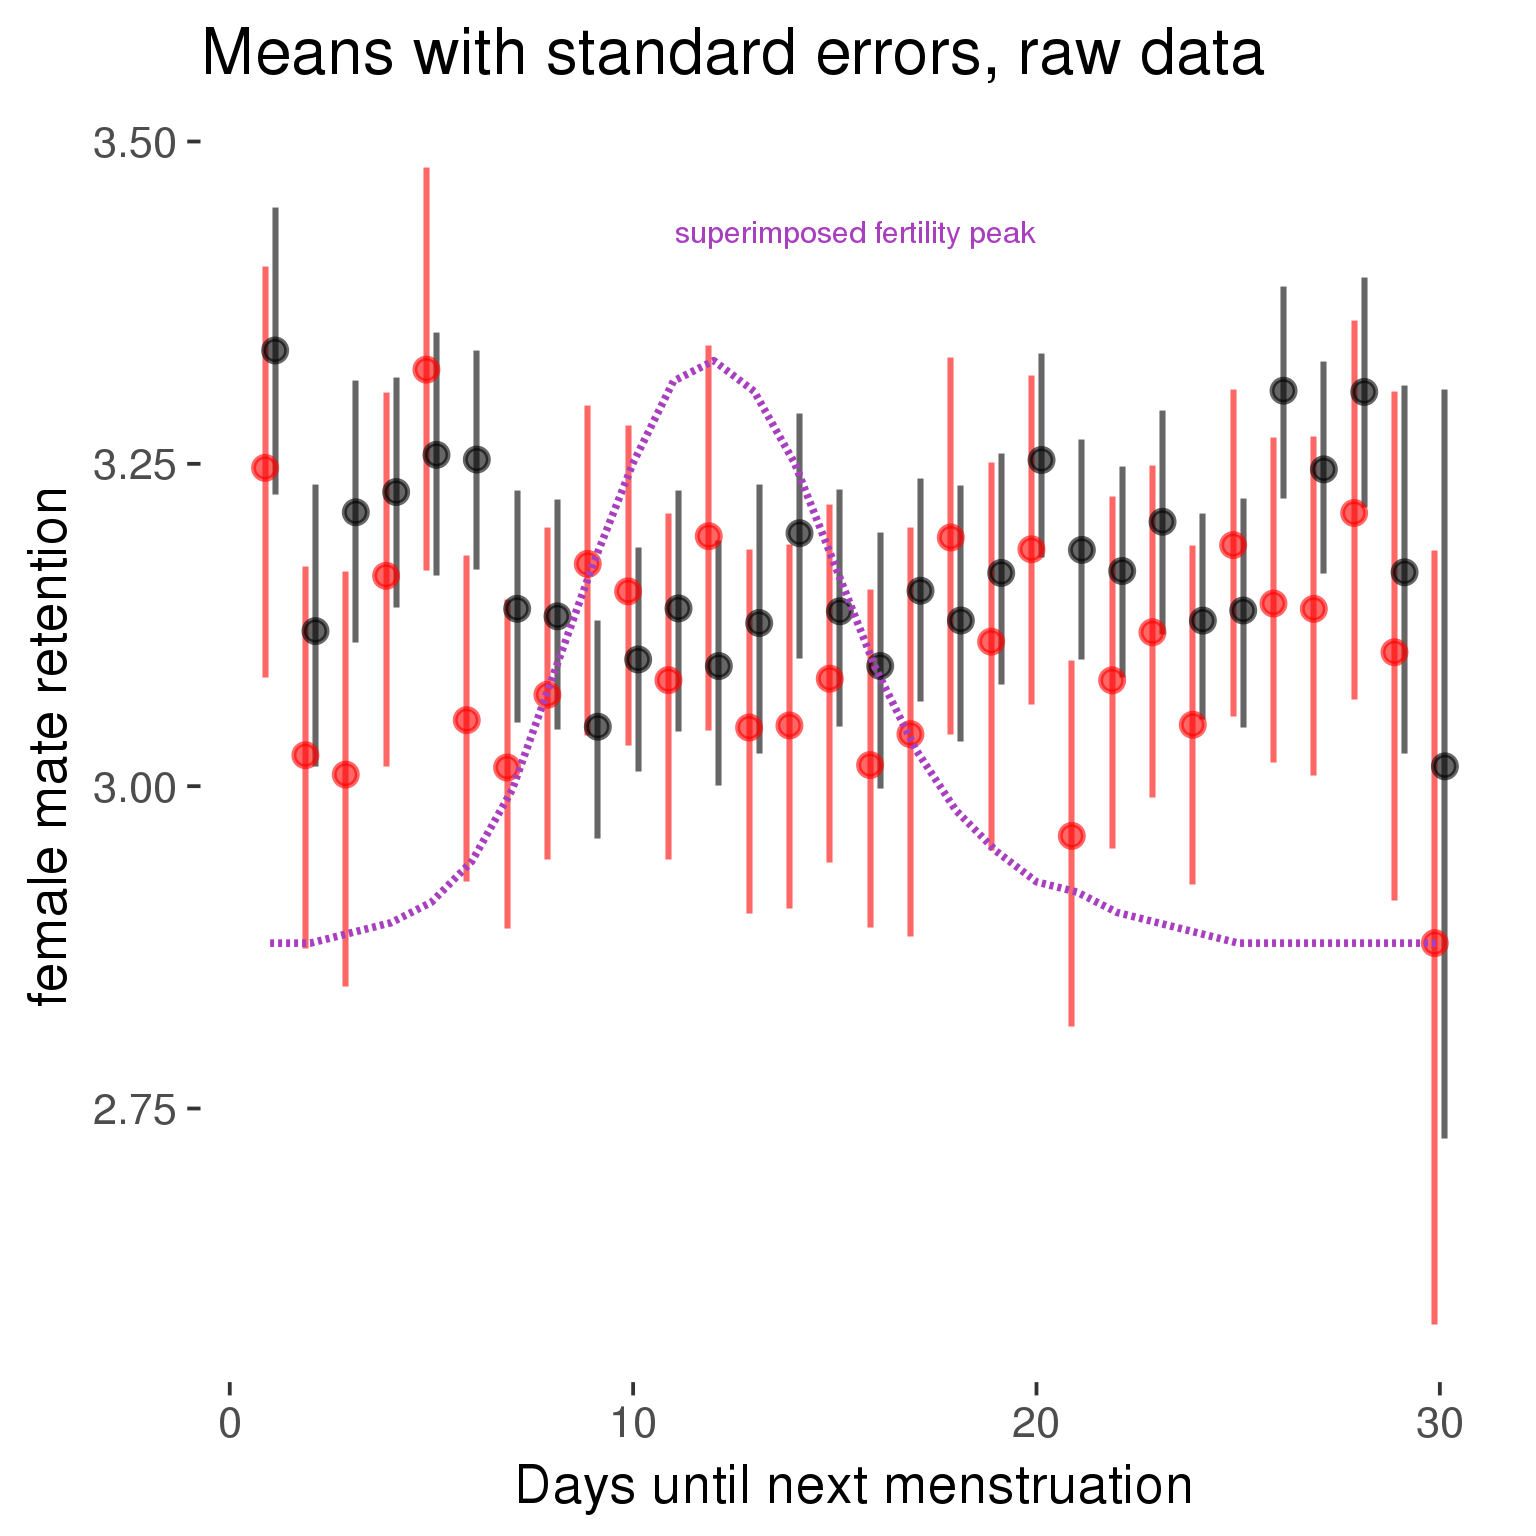 Means with standard errors, raw data
3.50
superimposed fertility peak
3.25
female mate retention
3.00
2.75
0
10
20
30
Days until next menstruation